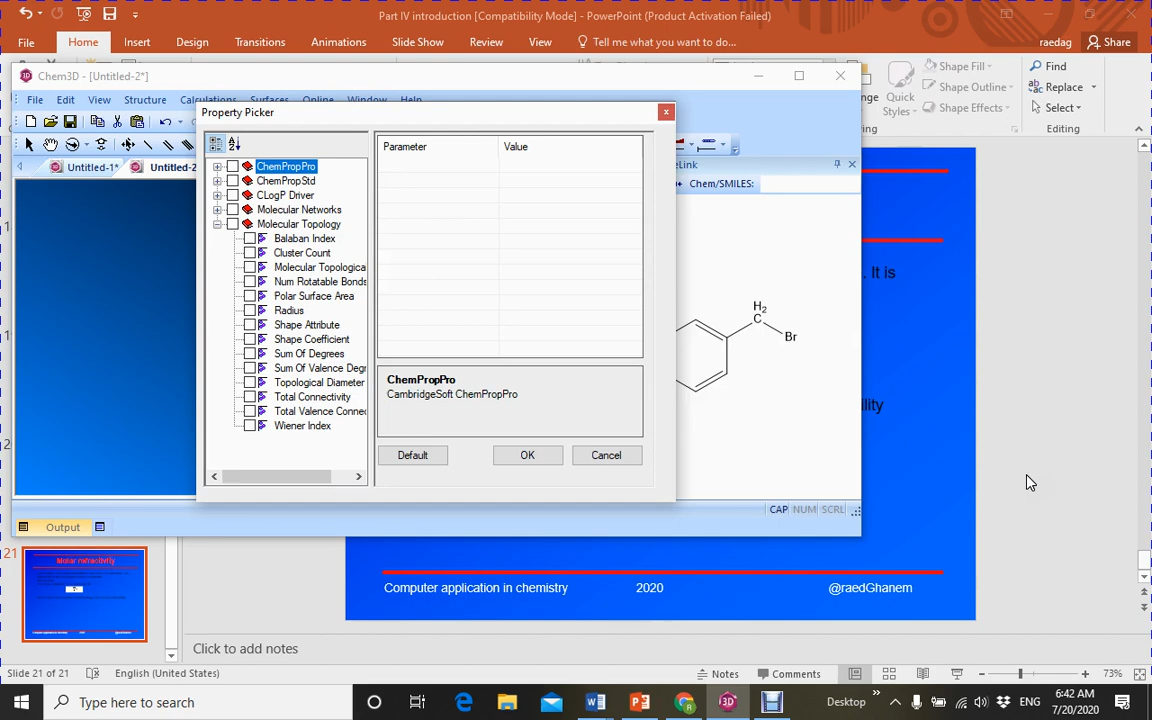 Part IV introduction [Compatibility Mode] - PowerPoint (Product Activation Failed)
File Home Insert Design Transitions Animations Slide Show Review View Tell me what you want to do... raedag Share
Chem3D - [Untitled-2*]
Shape Fill Find
Quick Styles Shape Outline Replace
Shape Effects Select
Editing
File Edit View Structure Calculations Surfaces Online Window Help
Property Picker
Untitled-1* Untitled-2
Chem/SMILES:
Parameter Value
ChemPropPro
ChemPropStd
CLogP Driver
Molecular Networks
Molecular Topology
Balaban Index
Cluster Count
Molecular Topologica
Num Rotatable Bonds
Polar Surface Area
Radius
Shape Attribute
Shape Coefficient
Sum Of Degrees
Sum Of Valence Degr
Topological Diameter
Total Connectivity
Total Valence Connec
Wiener Index
ChemPropPro
CambridgeSoft ChemPropPro
Default OK Cancel
H2
C
Br
. It is
ility
CAP NUM SCRL
Output
21
Molar refractivity
Computer application in chemistry 2020 @raedGhanem
Click to add notes
Slide 21 of 21 English (United States) Notes Comments 73%
Type here to search Desktop ENG 6:42 AM
7/20/2020